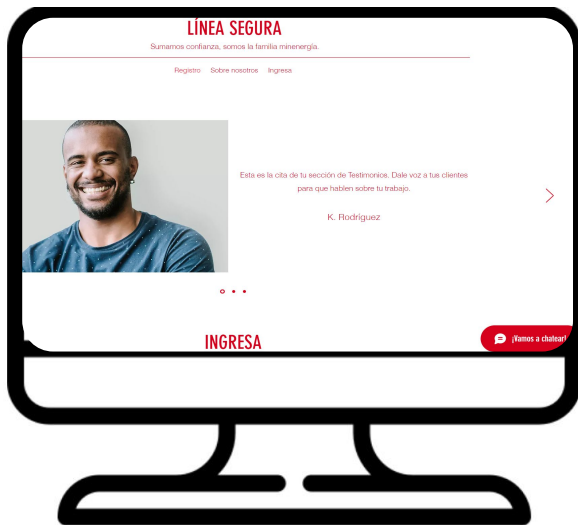 LÍNEA SEGURA
Sumamos confianza, somos la familia minenergía.
Registro Sobre nosotros Ingresa
Esta es la cita de tu sección de Testimonios. Dale voz a tus clientes
para que hablen sobre tu trabajo.
K. Rodríguez
INGRESA
¡Vamos a chatear!